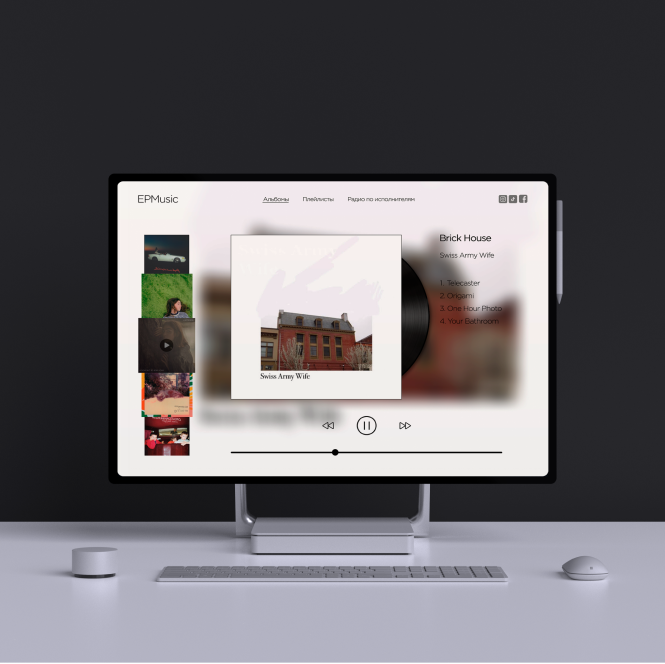 EPMusic
Альбомы
Плейлисты
Радио по исполнителям
Swiss Army Wife
Brick House
Swiss Army Wife
1. Telecaster
2. Origami
3. One Hour Photo
4. Your Bathroom